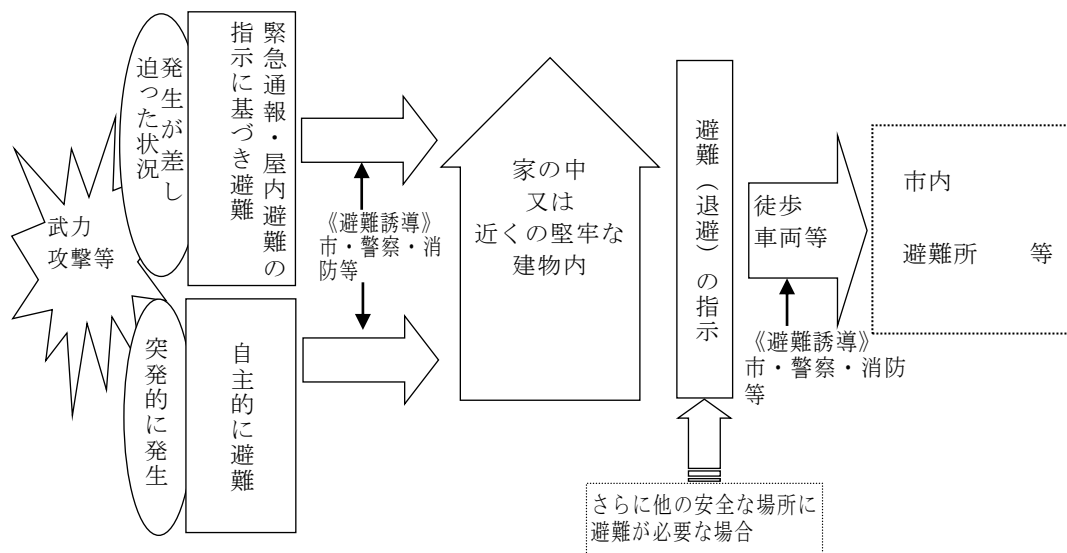 武力
攻撃等
発生が差し
迫った状況
緊急通報・屋内避難の
指示に基づき避難
突発的に発生
自主的に避難
《避難誘導》
市・警察・消
防等
家の中
又は
近くの堅牢な
建物内
避難（退避）の指示
さらに他の安全な場所に
避難が必要な場合
徒歩
車両等
《避難誘導》
市・警察・消防
等
市内
避難所　　等